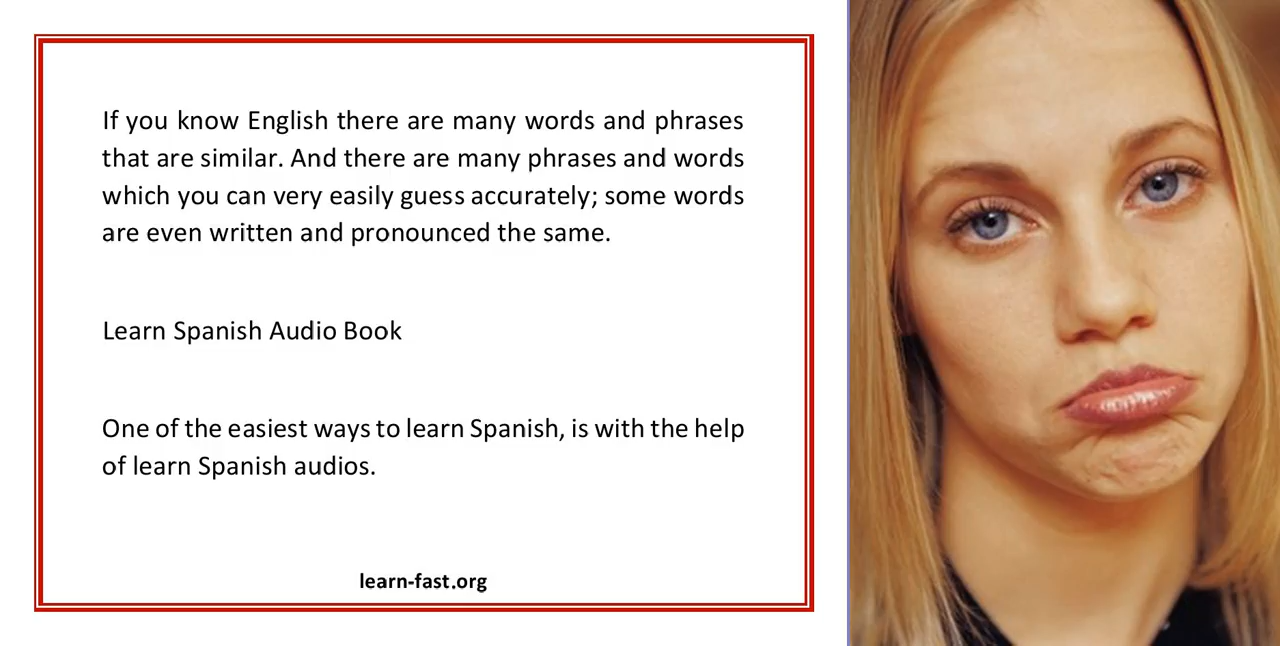 If you know English there are many words and phrases
that are similar. And there are many phrases and words
which you can very easily guess accurately; some words
are even written and pronounced the same.
Learn Spanish Audio Book
One of the easiest ways to learn Spanish, is with the help
of learn Spanish audios.
learn-fast.org